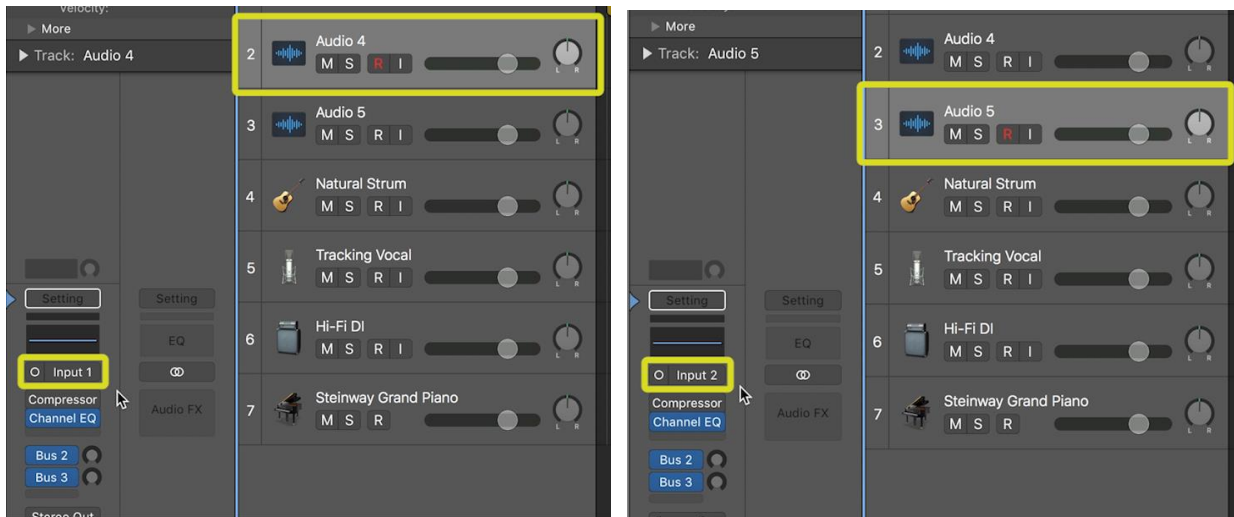 Velocity:
More
Track: Audio 4
Setting
Setting
EQ
Input 1
Compressor
Channel EQ
Audio FX
Bus 2
Bus 3
Stereo Out
2
Audio 4
M S R I
L R
3
Audio 5
M S R I
L R
4
Natural Strum
M S R I
L R
5
Tracking Vocal
M S R I
L R
6
Hi-Fi DI
M S R I
L R
7
Steinway Grand Piano
M S R
L R
More
Track: Audio 5
Setting
Setting
EQ
Input 2
Compressor
Channel EQ
Audio FX
Bus 2
Bus 3
2
Audio 4
M S R I
L R
3
Audio 5
M S R I
L R
4
Natural Strum
M S R I
L R
5
Tracking Vocal
M S R I
L R
6
Hi-Fi DI
M S R I
L R
7
Steinway Grand Piano
M S R
L R